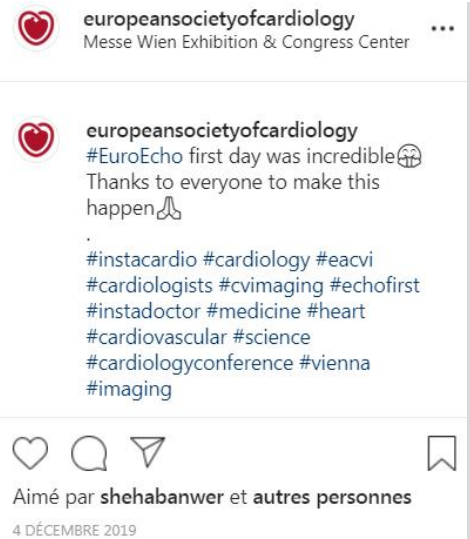 europeansocietyofcardiology
Messe Wien Exhibition & Congress Center
europeansocietyofcardiology
#EuroEcho first day was incredible🤗
Thanks to everyone to make this
happen🙏
.
#instacardio #cardiology #eacvi
#cardiologists #cvimaging #echofirst
#instadoctor #medicine #heart
#cardiovascular #science
#cardiologyconference #vienna
#imaging
Aimé par shehabanwer et autres personnes
4 DÉCEMBRE 2019